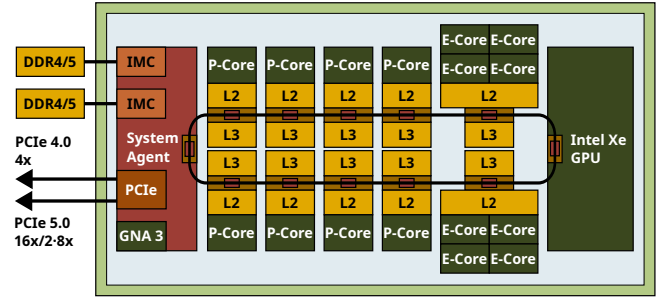 DDR4/5
IMC
DDR4/5
IMC
System
Agent
PCIe 4.0
4x
PCIe
PCIe 5.0
16x/2·8x
GNA 3
P-Core P-Core P-Core P-Core
L2 L2 L2 L2
L3 L3 L3 L3
L3 L3 L3 L3
L2 L2 L2 L2
P-Core P-Core P-Core P-Core
E-Core E-Core
E-Core E-Core
L2
L3
L3
L2
E-Core E-Core
E-Core E-Core
Intel Xe
GPU